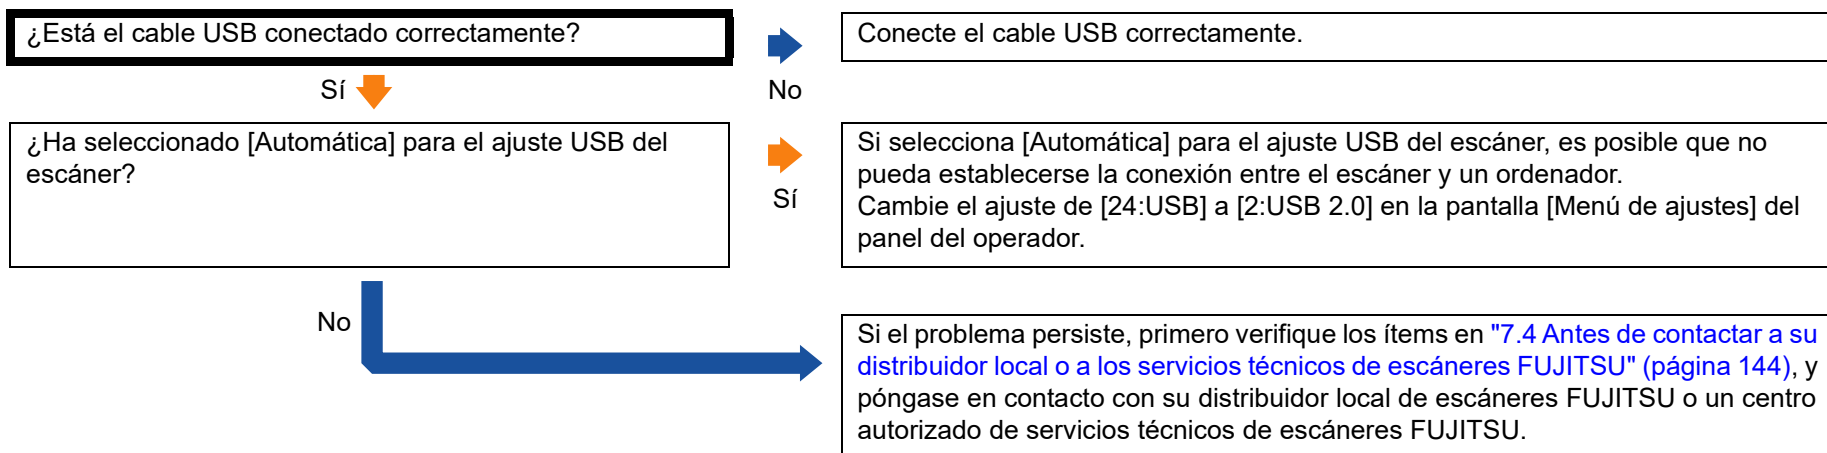 ¿Está el cable USB conectado correctamente?
Conecte el cable USB correctamente.
Sí
No
¿Ha seleccionado [Automática] para el ajuste USB del
escáner?
Sí
Si selecciona [Automática] para el ajuste USB del escáner, es posible que no
pueda establecerse la conexión entre el escáner y un ordenador.
Cambie el ajuste de [24:USB] a [2:USB 2.0] en la pantalla [Menú de ajustes] del
panel del operador.
No
Si el problema persiste, primero verifique los ítems en "7.4 Antes de contactar a su
distribuidor local o a los servicios técnicos de escáneres FUJITSU" (página 144), y
póngase en contacto con su distribuidor local de escáneres FUJITSU o un centro
autorizado de servicios técnicos de escáneres FUJITSU.